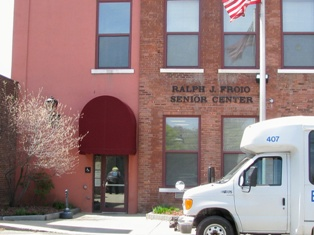 RALPH J. FROIO
SENIOR CENTER
407